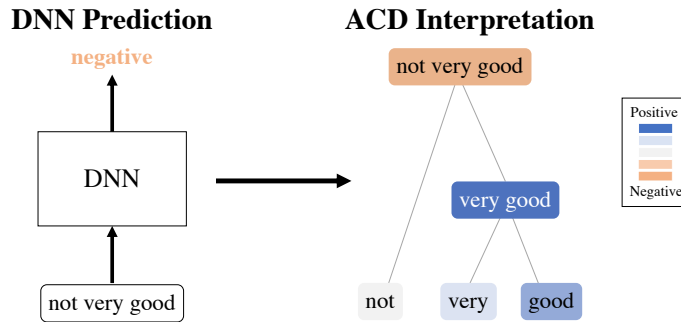 DNN Prediction
negative
DNN
not very good
ACD Interpretation
not very good
very good
not
very
good
Positive
Negative